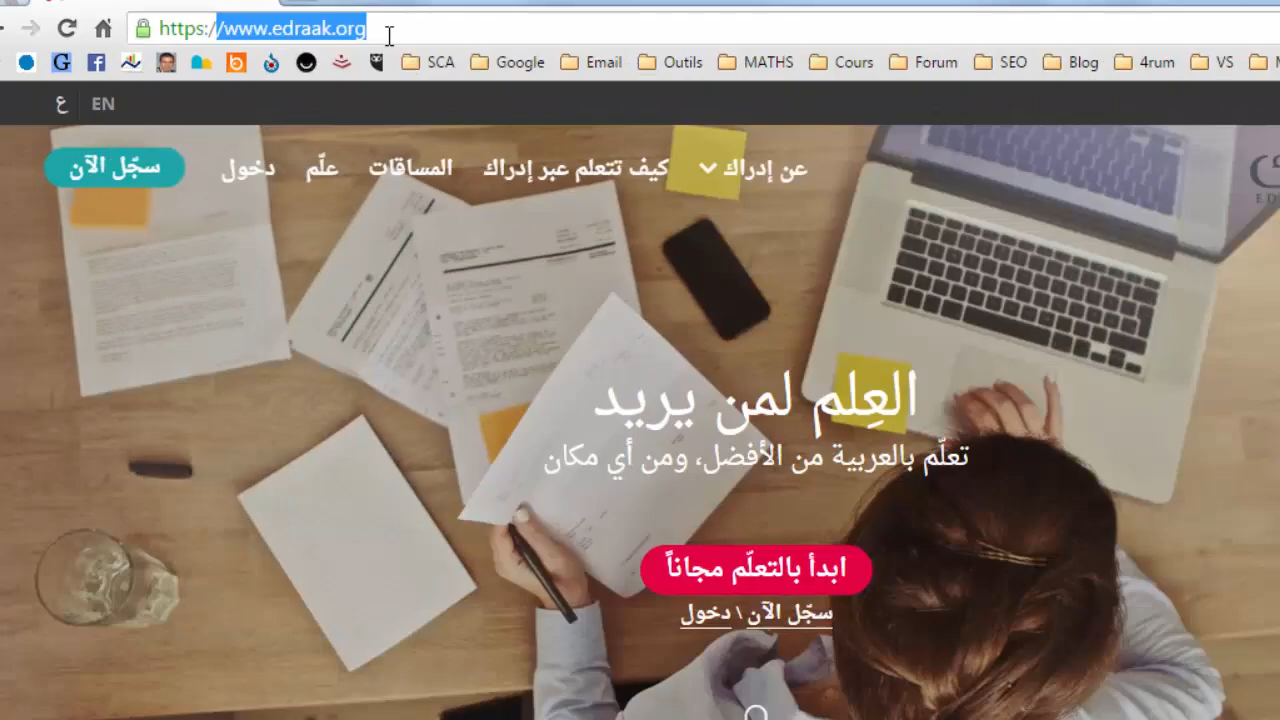 https://www.edraak.org
G
SCA Google Email Outils MATHS Cours Forum SEO Blog 4rum VS
ع EN
عن إدراك كيف تتعلم عبر إدراك المساقات علّم دخول سجّل الآن
العِلم لمن يريد
تعلّم بالعربية من الأفضل، ومن أي مكان
ابدأ بالتعلّم مجاناً
سجّل الآن \ دخول